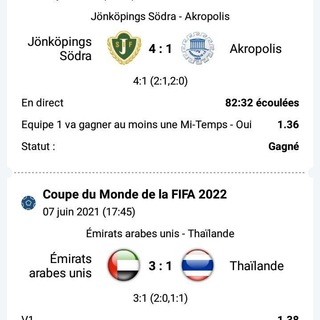 Jönköpings Södra - Akropolis
Jönköpings Södra 4 : 1 Akropolis
4:1 (2:1,2:0)
En direct 82:32 écoulées
Equipe 1 va gagner au moins une Mi-Temps - Oui 1.36
Statut : Gagné
Coupe du Monde de la FIFA 2022
07 juin 2021 (17:45)
Émirats arabes unis - Thaïlande
Émirats arabes unis 3 : 1 Thaïlande
3:1 (2:0,1:1)
V1 1.38